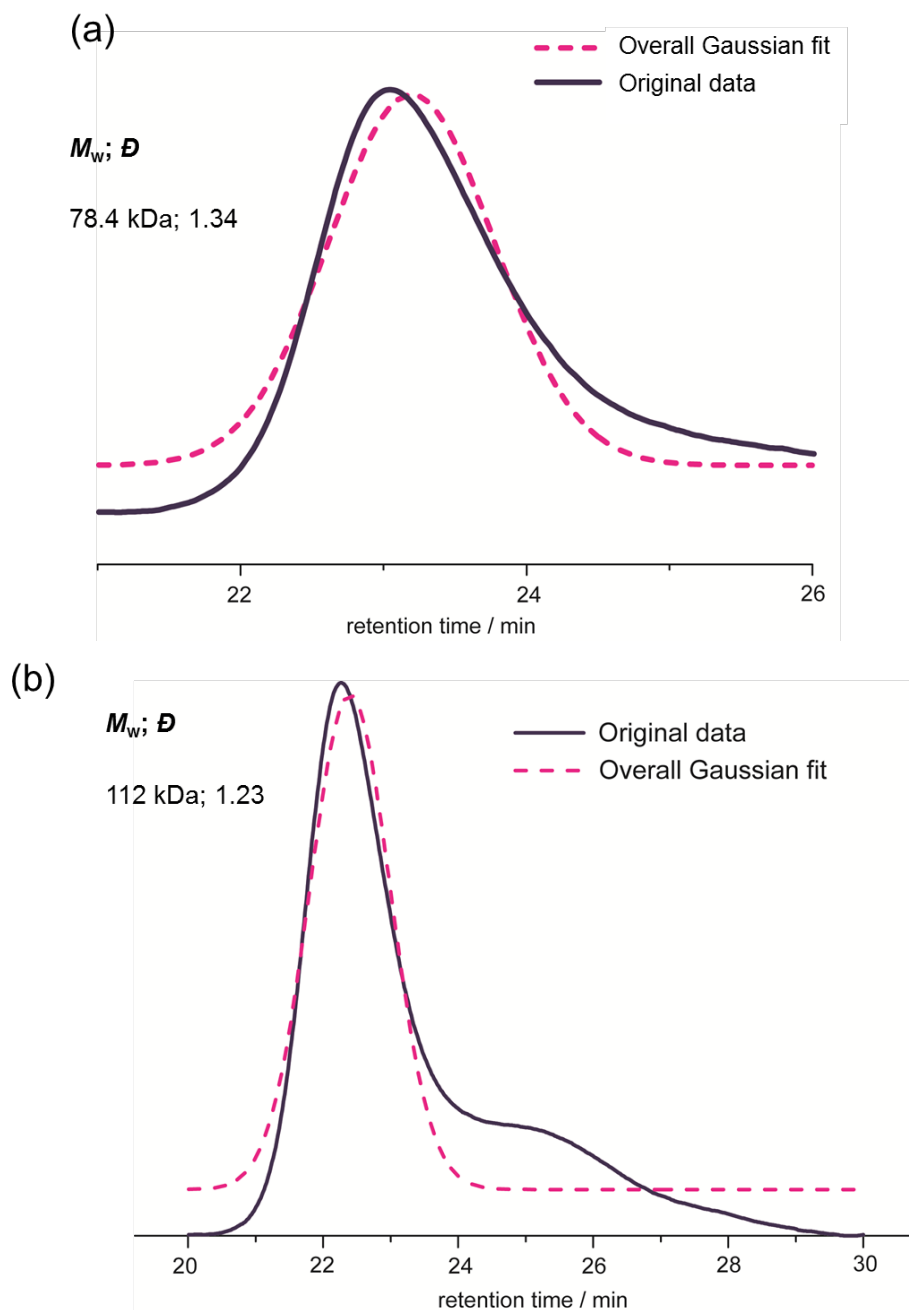 (a)
Overall Gaussian fit
Original data
Mw; Đ
78.4 kDa; 1.34
22 24 26
retention time / min
(b)
Mw; Đ
Original data
Overall Gaussian fit
112 kDa; 1.23
20 22 24 26 28 30
retention time / min